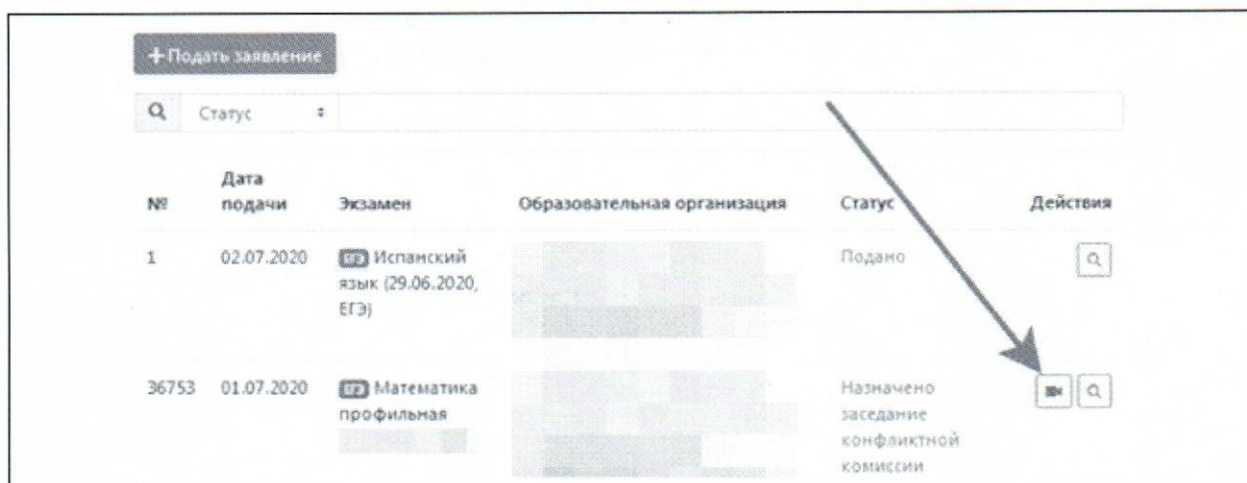 + Подать заявление
Статус
№ Дата подачи Экзамен Образовательная организация Статус Действия
1 02.07.2020 ЕГЭ Испанский Подано
язык (29.06.2020,
ЕГЭ)
36753 01.07.2020 ЕГЭ Математика Назначено
профильная заседание
конфликтной
комиссии